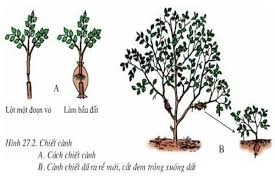 A
Lột một đoạn vỏ Làm bầu đất
Hình 27.2. Chiết cành
A. Cách chiết cành
B. Cành chiết đã ra rễ mới, cắt đem trồng xuống đất
B